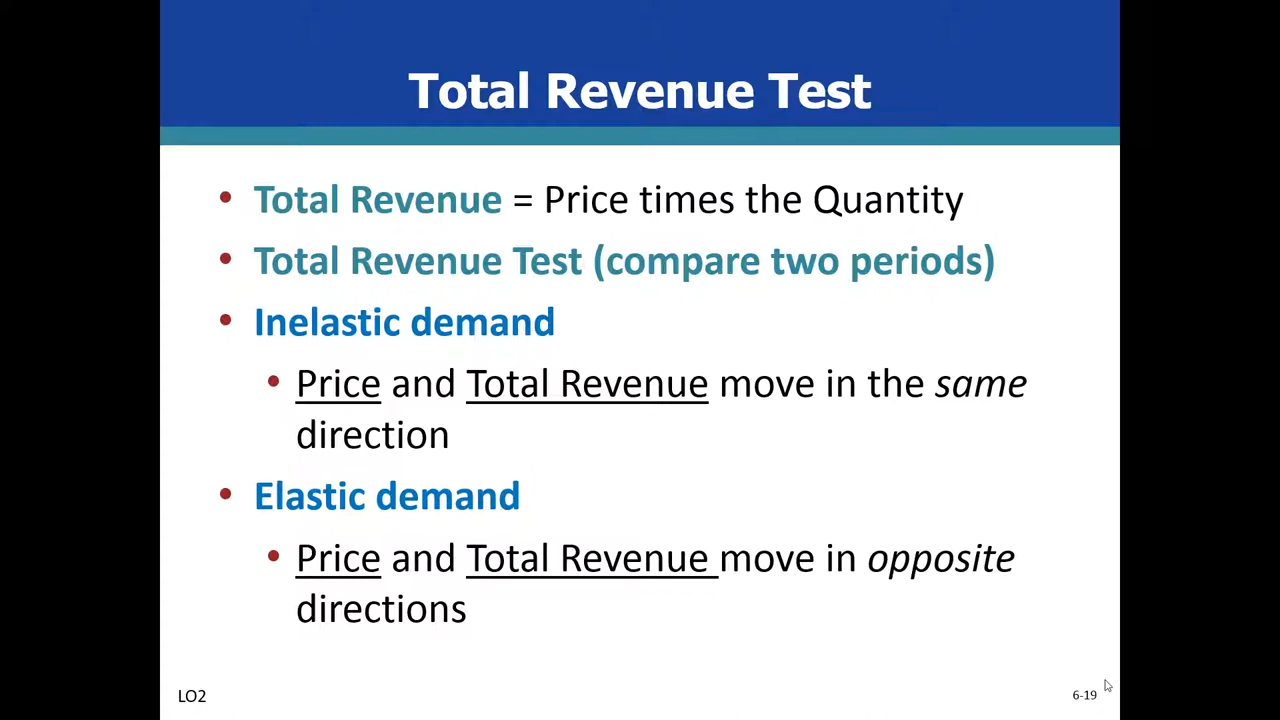 Total Revenue Test
• Total Revenue = Price times the Quantity
• Total Revenue Test (compare two periods)
• Inelastic demand
• Price and Total Revenue move in the same
direction
• Elastic demand
• Price and Total Revenue move in opposite
directions
LO2
6-19